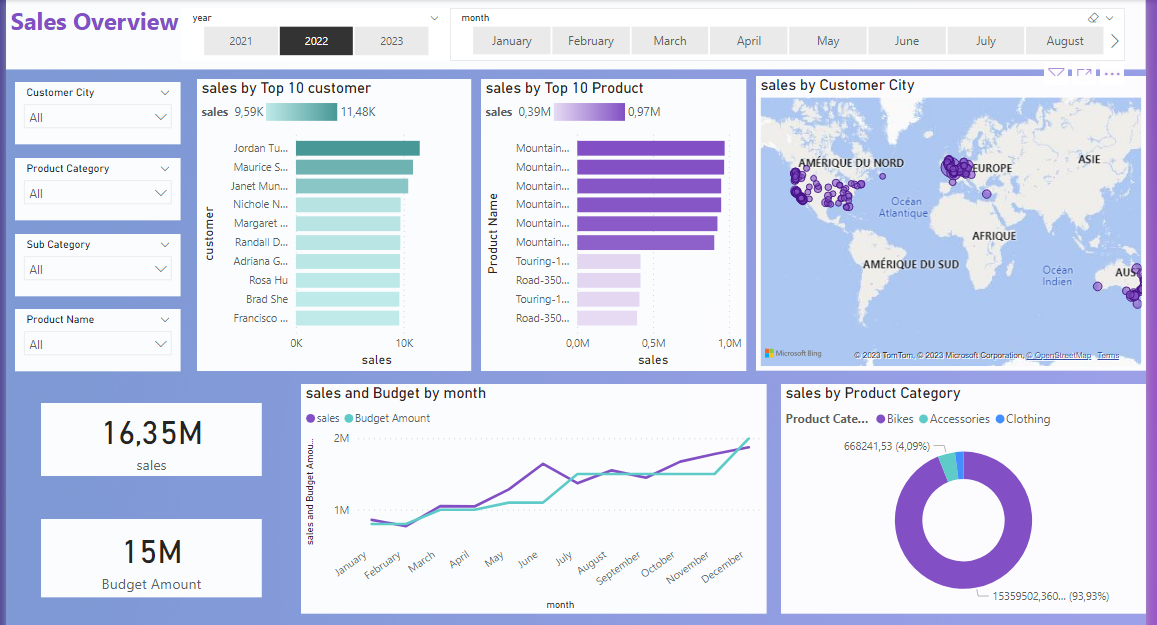 Sales Overview
year
2021
2022
2023
month
January
February
March
April
May
June
July
August
Customer City
All
Product Category
All
Sub Category
All
Product Name
All
sales by Top 10 customer
sales 9,59K 11,48K
customer
Jordan Tu...
Maurice S...
Janet Mun...
Nichole N...
Margaret ...
Randall D...
Adriana G...
Rosa Hu
Brad She
Francisco ...
0K 10K
sales
sales by Top 10 Product
sales 0,39M 0,97M
Product Name
Mountain...
Mountain...
Mountain...
Mountain...
Mountain...
Mountain...
Touring-1...
Road-350...
Touring-1...
Road-350...
0,0M 0,5M 1,0M
sales
sales by Customer City
AMÉRIQUE DU NORD
EUROPE
ASIE
Océan
Atlantique
AFRIQUE
AMÉRIQUE DU SUD
Océan
Indien
AUS
Microsoft Bing
© 2023 TomTom, © 2023 Microsoft Corporation, © OpenStreetMap Terms
16,35M
sales
15M
Budget Amount
sales and Budget by month
sales Budget Amount
sales and Budget Amou...
2M
1M
January
February
March
April
May
June
July
August
September
October
November
December
month
sales by Product Category
Product Cate... Bikes Accessories Clothing
668241,53 (4,09%)
15359502,360... (93,93%)